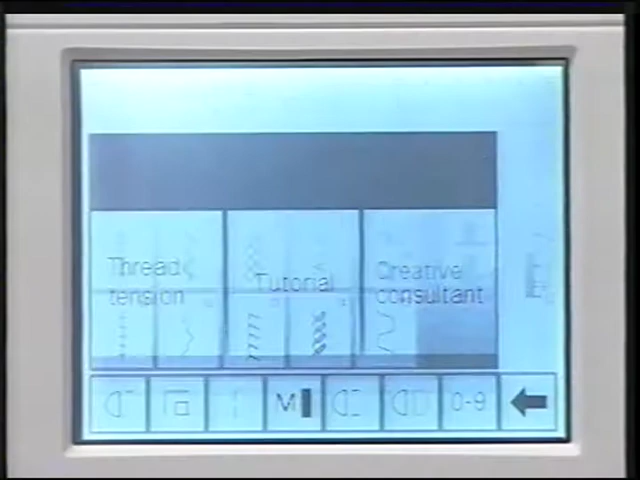 Thread
tension
Tutorial
Creative
consultant
M
0-9